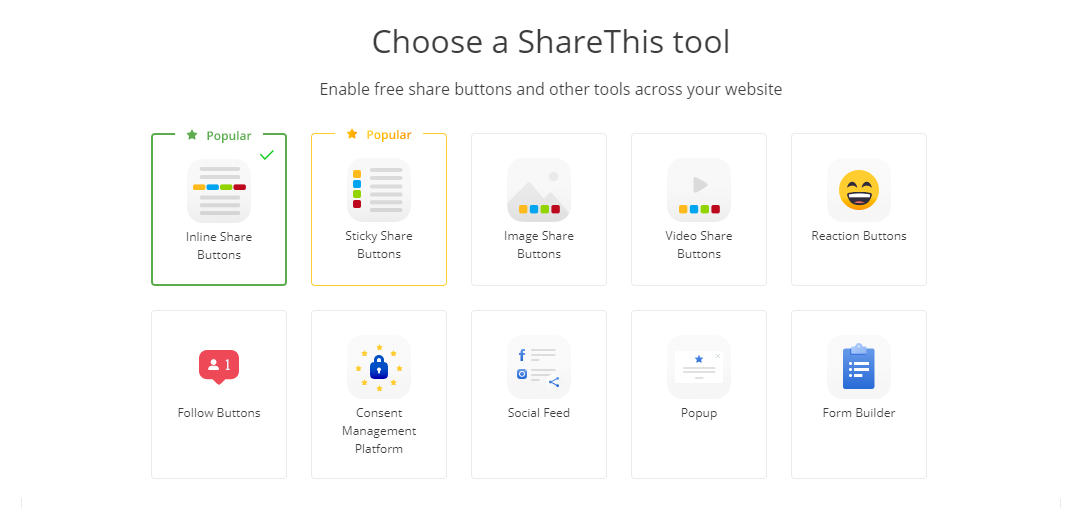 Choose a ShareThis tool
Enable free share buttons and other tools across your website
Popular
Inline Share
Buttons
Popular
Sticky Share
Buttons
Image Share
Buttons
Video Share
Buttons
Reaction Buttons
1
Follow Buttons
Consent
Management
Platform
f
Social Feed
Popup
Form Builder